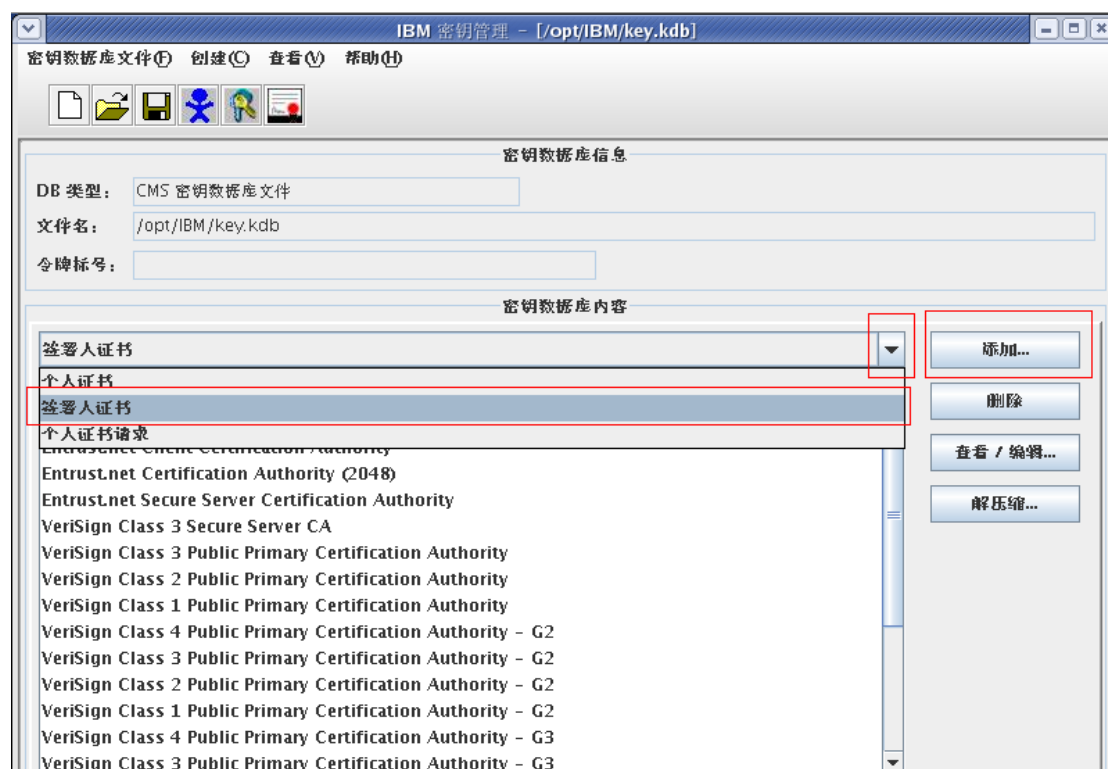 IBM 密钥管理 - [/opt/IBM/key.kdb]
密钥数据库文件(F) 创建(C) 查看(V) 帮助(H)
密钥数据库信息
DB 类型： CMS 密钥数据库文件
文件名： /opt/IBM/key.kdb
令牌标号：
密钥数据库内容
签署人证书
添加...
个人证书
签署人证书
删除
个人证书请求
Entrust.net Client Certification Authority
查看 / 编辑...
Entrust.net Certification Authority (2048)
Entrust.net Secure Server Certification Authority
解压缩...
VeriSign Class 3 Secure Server CA
VeriSign Class 3 Public Primary Certification Authority
VeriSign Class 2 Public Primary Certification Authority
VeriSign Class 1 Public Primary Certification Authority
VeriSign Class 4 Public Primary Certification Authority - G2
VeriSign Class 3 Public Primary Certification Authority - G2
VeriSign Class 2 Public Primary Certification Authority - G2
VeriSign Class 1 Public Primary Certification Authority - G2
VeriSign Class 4 Public Primary Certification Authority - G3
VeriSign Class 3 Public Primary Certification Authority - G3